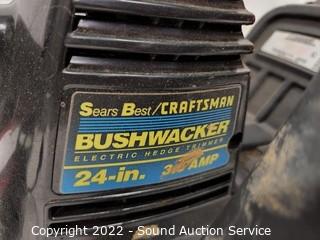 Sears Best/CRAFTSMAN
BUSHWACKER
ELECTRIC HEDGE TRIMMER
24-in. AMP
Copyright 2022 - Sound Auction Service